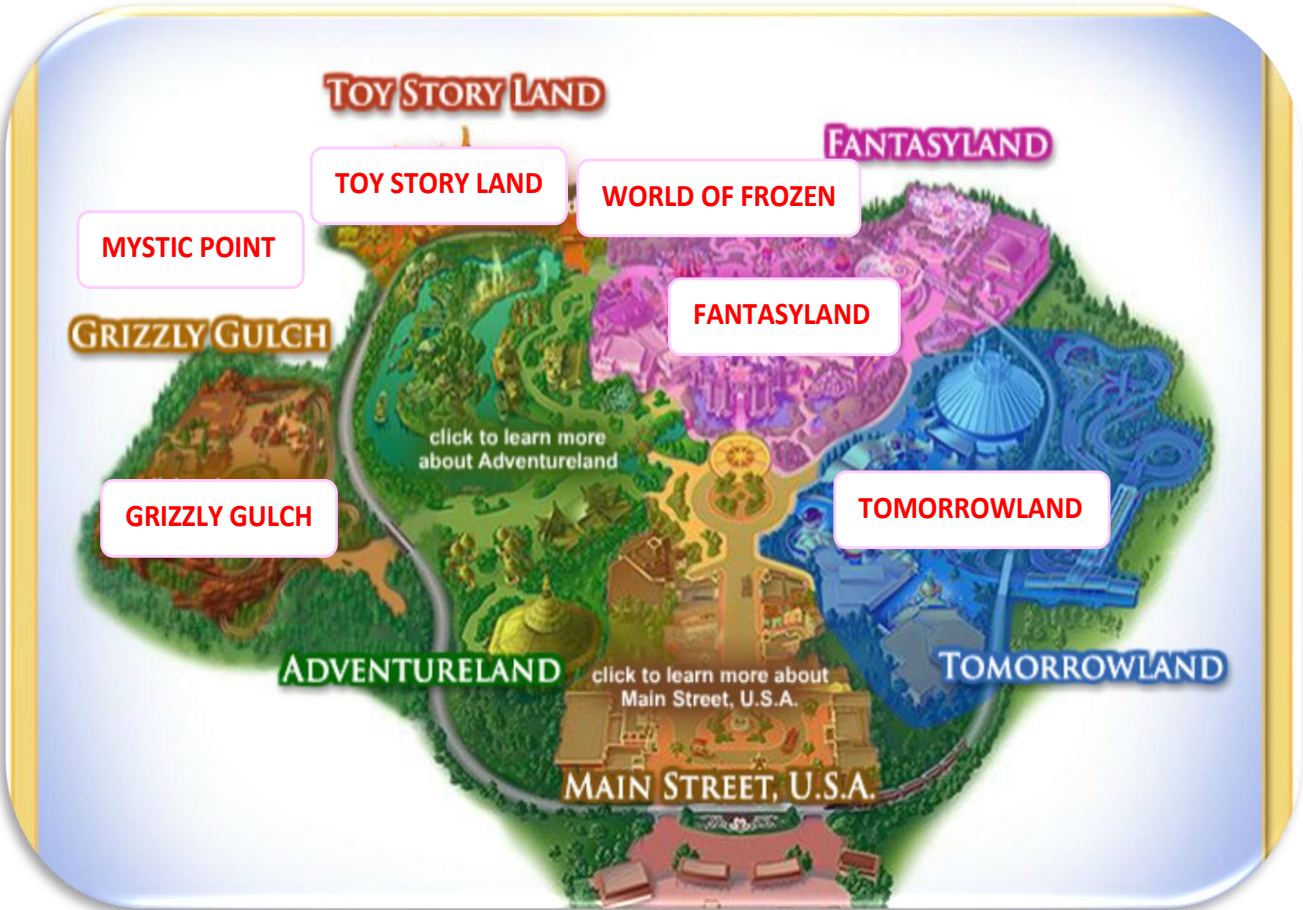 TOY STORY LAND
FANTASYLAND
TOY STORY LAND
WORLD OF FROZEN
MYSTIC POINT
FANTASYLAND
GRIZZLY GULCH
click to learn more
about Adventureland
GRIZZLY GULCH
TOMORROWLAND
ADVENTURELAND
click to learn more about
Main Street, U.S.A.
TOMORROWLAND
MAIN STREET, U.S.A.